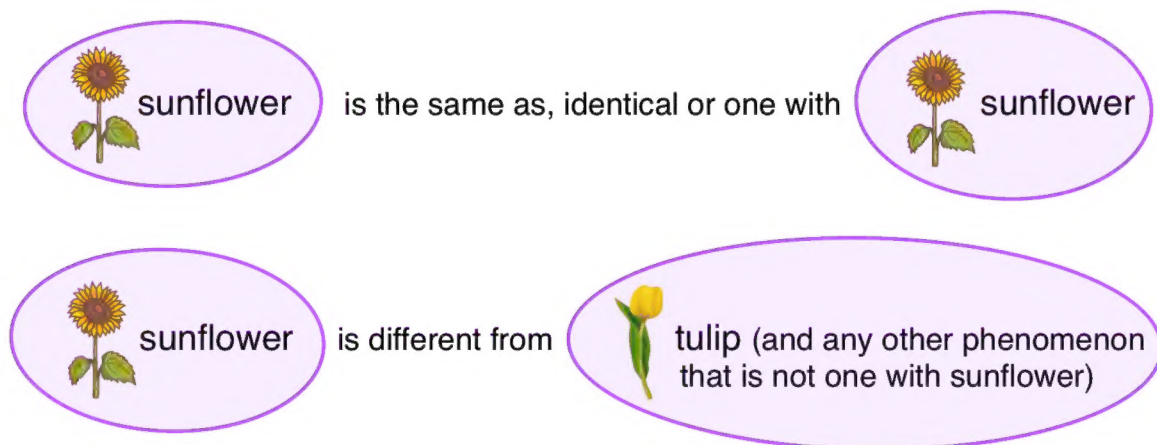 sunflower is the same as, identical or one with sunflower
sunflower is different from tulip (and any other phenomenon
that is not one with sunflower)